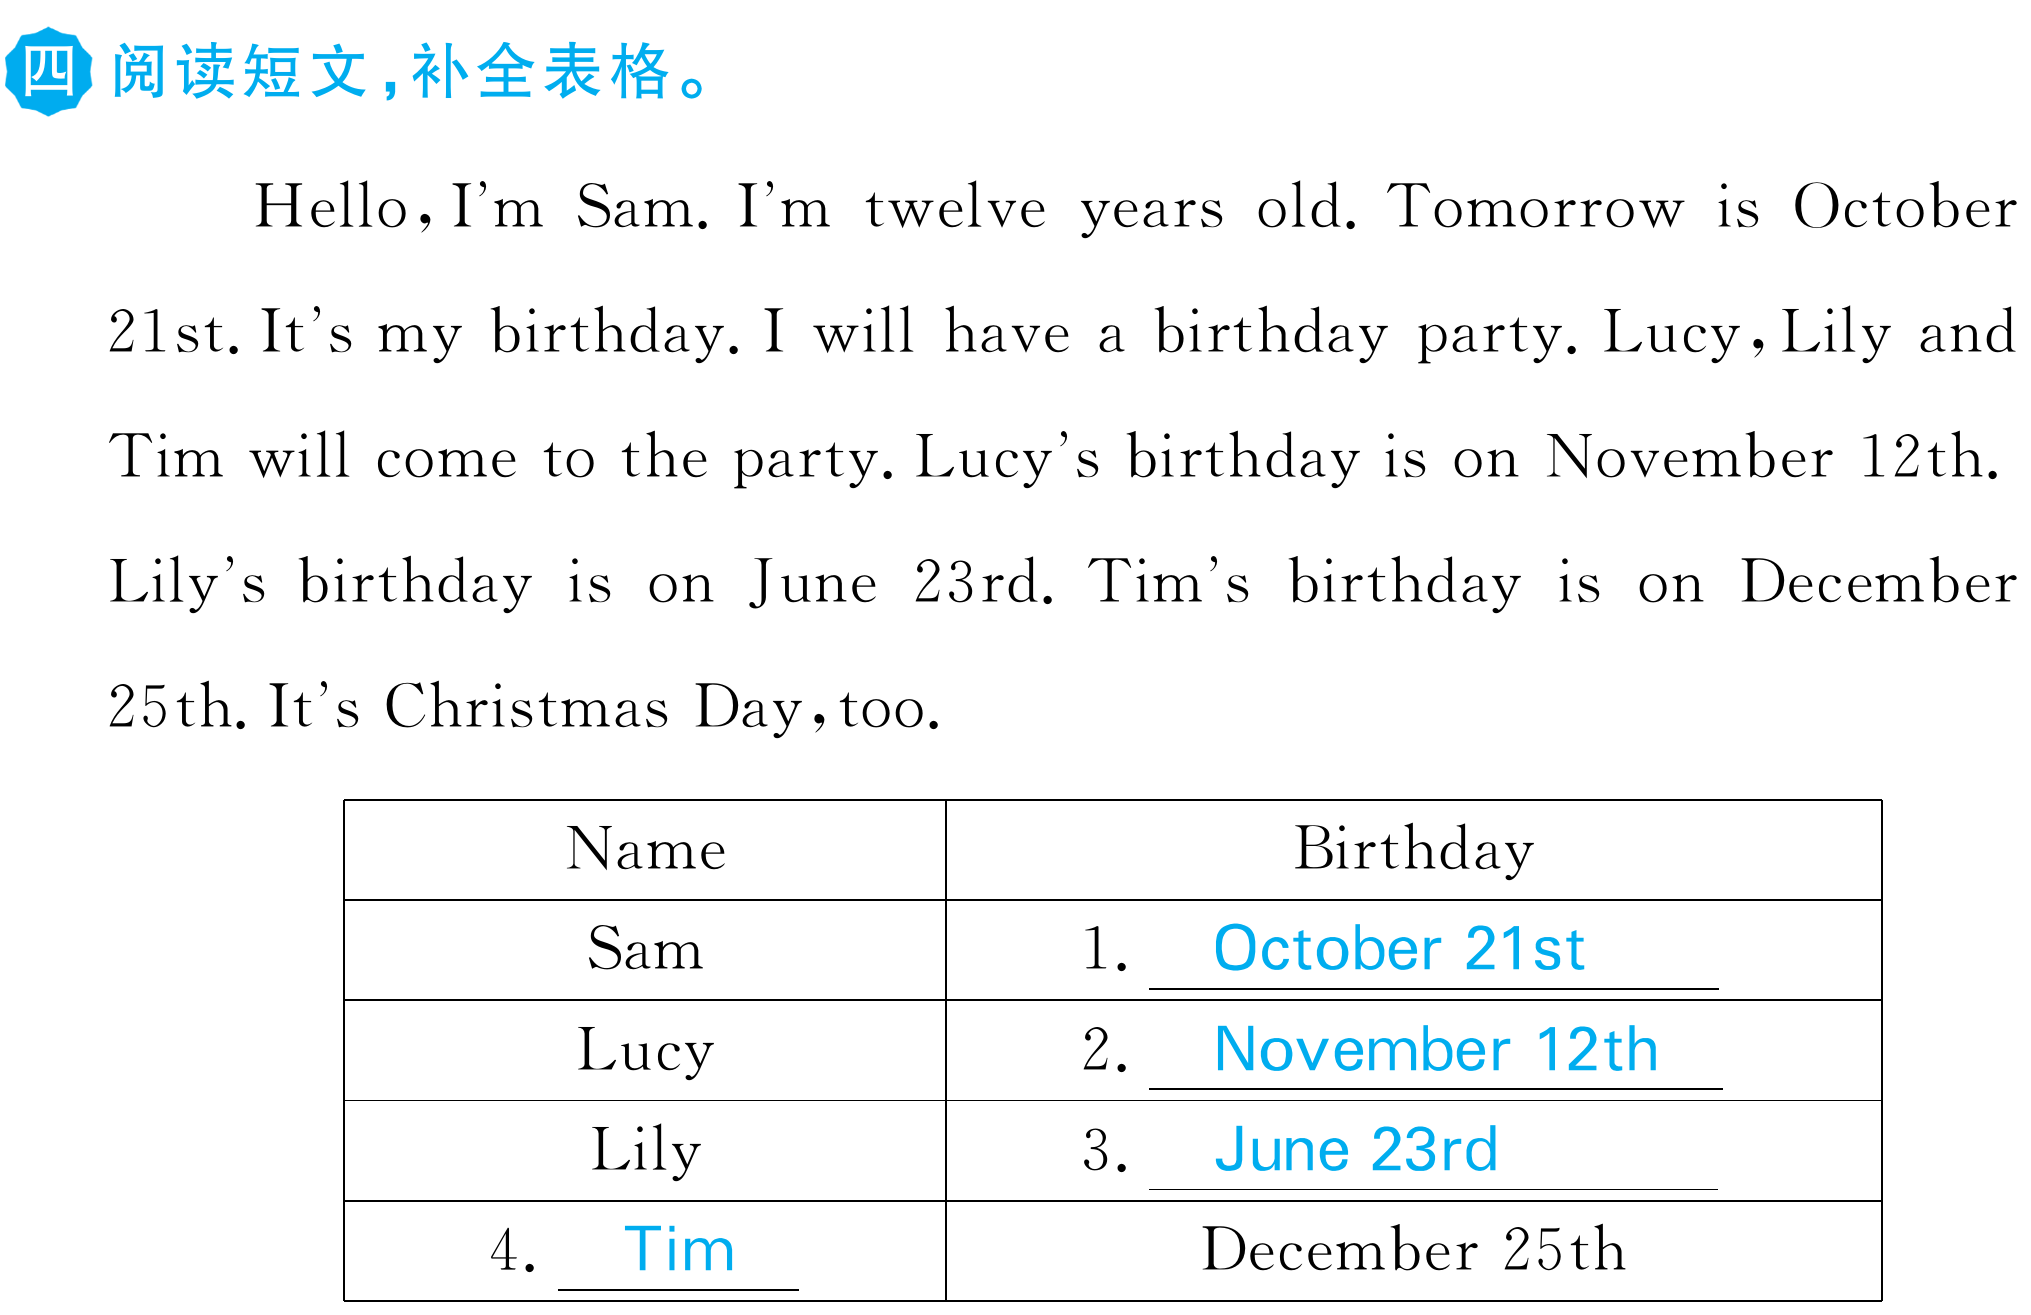 四 阅读短文,补全表格。
Hello, I'm Sam. I'm twelve years old. Tomorrow is October
21st. It's my birthday. I will have a birthday party. Lucy, Lily and
Tim will come to the party. Lucy's birthday is on November 12th.
Lily's birthday is on June 23rd. Tim's birthday is on December
25th. It's Christmas Day, too.
Name Birthday
Sam 1. October 21st
Lucy 2. November 12th
Lily 3. June 23rd
4. Tim December 25th